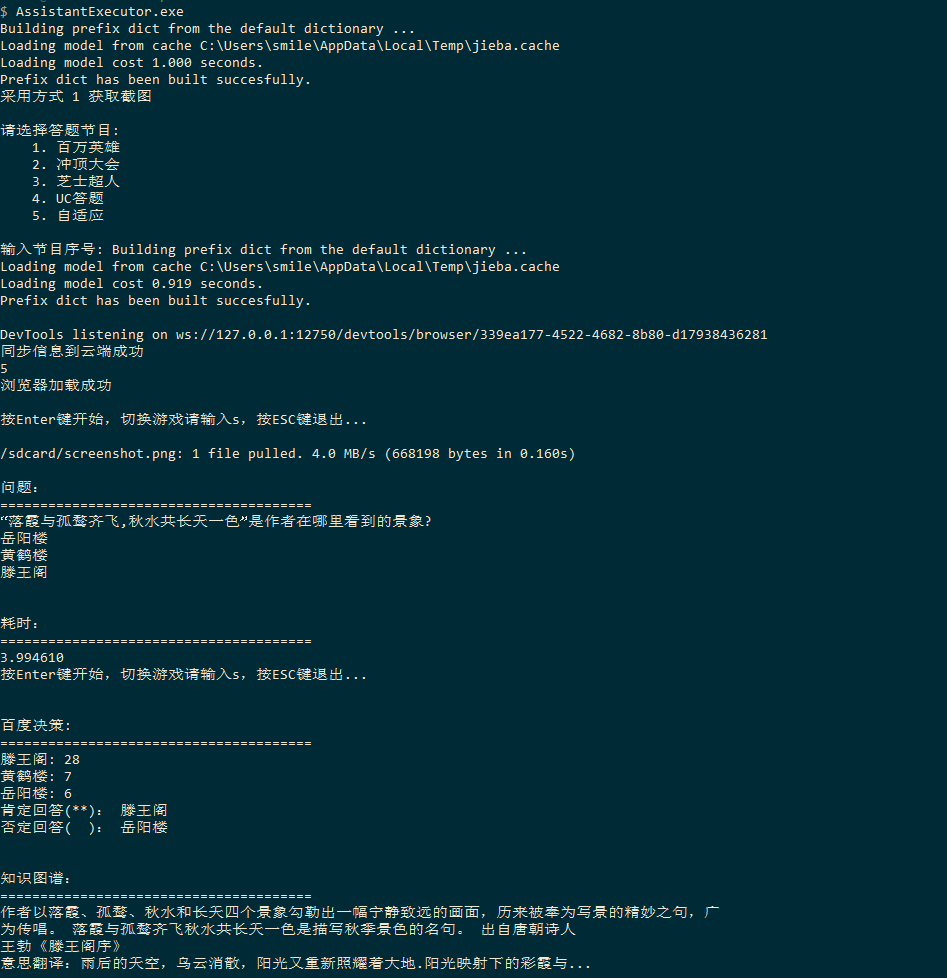 $ AssistantExecutor.exe
Building prefix dict from the default dictionary ...
Loading model from cache C:\Users\smile\AppData\Local\Temp\jieba.cache
Loading model cost 1.000 seconds.
Prefix dict has been built succesfully.
采用方式 1 获取截图
请选择答题节目:
1. 百万英雄
2. 冲顶大会
3. 芝士超人
4. UC答题
5. 自适应
输入节目序号: Building prefix dict from the default dictionary ...
Loading model from cache C:\Users\smile\AppData\Local\Temp\jieba.cache
Loading model cost 0.919 seconds.
Prefix dict has been built succesfully.
DevTools listening on ws://127.0.0.1:12750/devtools/browser/339ea177-4522-4682-8b80-d17938436281
同步信息到云端成功
5
浏览器加载成功
按Enter键开始，切换游戏请输入s，按ESC键退出...
/sdcard/screenshot.png: 1 file pulled. 4.0 MB/s (668198 bytes in 0.160s)
问题：
=======================================
“落霞与孤鹜齐飞,秋水共长天一色”是作者在哪里看到的景象?
岳阳楼
黄鹤楼
滕王阁
耗时：
=======================================
3.994610
按Enter键开始，切换游戏请输入s，按ESC键退出...
百度决策:
=======================================
滕王阁: 28
黄鹤楼: 7
岳阳楼: 6
肯定回答(**)： 滕王阁
否定回答(  )： 岳阳楼
知识图谱：
=======================================
作者以落霞、孤鹜、秋水和长天四个景象勾勒出一幅宁静致远的画面，历来被奉为写景的精妙之句，广
为传唱。 落霞与孤鹜齐飞秋水共长天一色是描写秋季景色的名句。 出自唐朝诗人
王勃《滕王阁序》
意思翻译：雨后的天空，乌云消散，阳光又重新照耀着大地.阳光映射下的彩霞与...